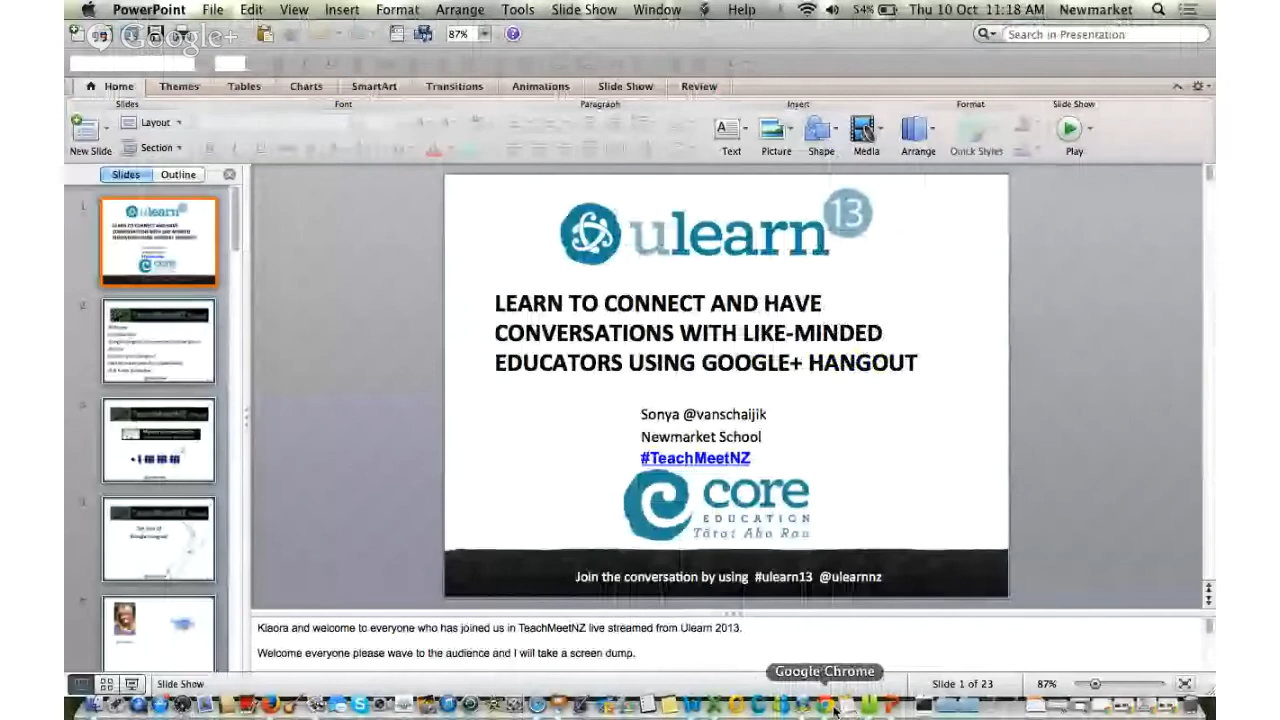 PowerPoint File Edit View Insert Format Arrange Tools Slide Show Window Help 54% Thu 10 Oct 11:18 AM Newmarket
Google+
87% Search in Presentation
Home Themes Tables Charts SmartArt Transitions Animations Slide Show Review
Slides Font Paragraph Insert Format Slide Show
Layout
Section
New Slide Text Picture Shape Media Arrange Quick Styles Play
Slides Outline
1
ulearn 13
LEARN TO CONNECT AND HAVE
CONVERSATIONS WITH LIKE-MINDED
EDUCATORS USING GOOGLE+ HANGOUT
Sonya @vanschaijik
Newmarket School
#TeachMeetNZ
core
EDUCATION
Tātai Aho Rau
Join the conversation by using #ulearn13 @ulearnnz
2
Kiaora and welcome to everyone who has joined us in TeachMeetNZ live streamed from Ulearn 2013.
Welcome everyone please wave to the audience and I will take a screen dump.
Google Chrome
Slide Show Slide 1 of 23 87%